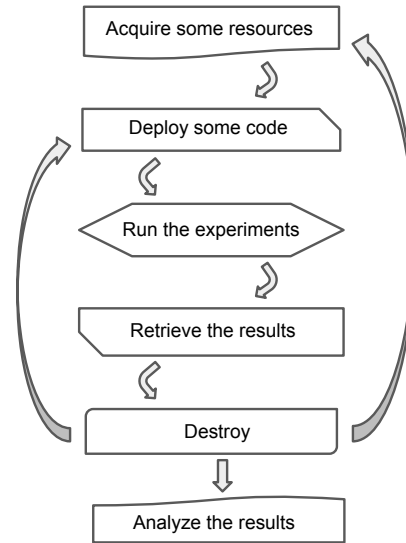 Acquire some resources
Deploy some code
Run the experiments
Retrieve the results
Destroy
Analyze the results